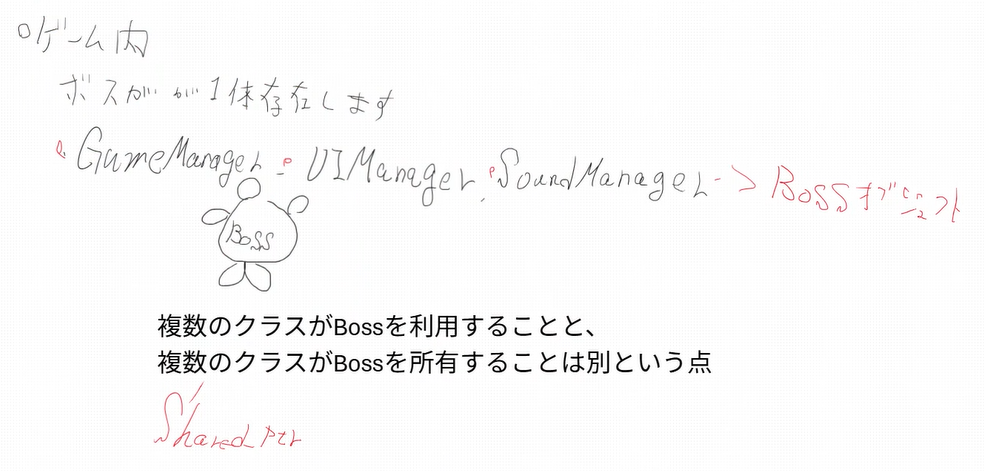 ○ゲーム内
ボスがが1体存在します
GameManager UIManager SoundManager -> BOSSオブジェクト
Boss
複数のクラスがBossを利用することと、
複数のクラスがBossを所有することは別という点
Shared_Ptr